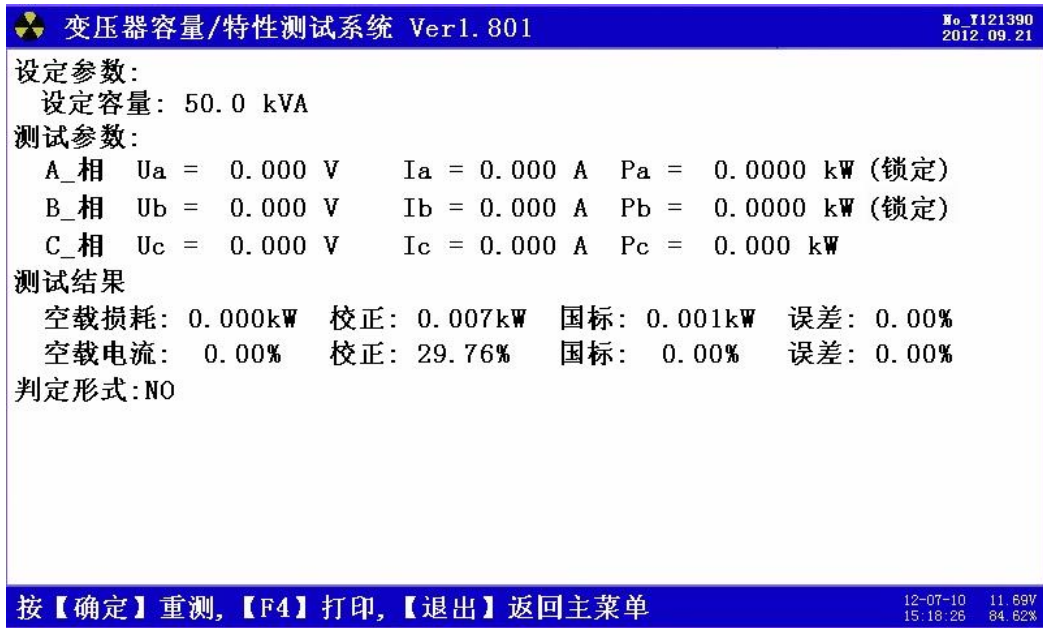 变压器容量/特性测试系统 Ver1.801
No_Y121390
2012.09.21
设定参数:
设定容量: 50.0 kVA
测试参数:
A_相 Ua = 0.000 V Ia = 0.000 A Pa = 0.0000 kW (锁定)
B_相 Ub = 0.000 V Ib = 0.000 A Pb = 0.0000 kW (锁定)
C_相 Uc = 0.000 V Ic = 0.000 A Pc = 0.000 kW
测试结果
空载损耗: 0.000kW 校正: 0.007kW 国标: 0.001kW 误差: 0.00%
空载电流: 0.00% 校正: 29.76% 国标: 0.00% 误差: 0.00%
判定形式:NO
按【确定】重测,【F4】打印,【退出】返回主菜单
12-07-10 11.69V
15:18:26 84.62%